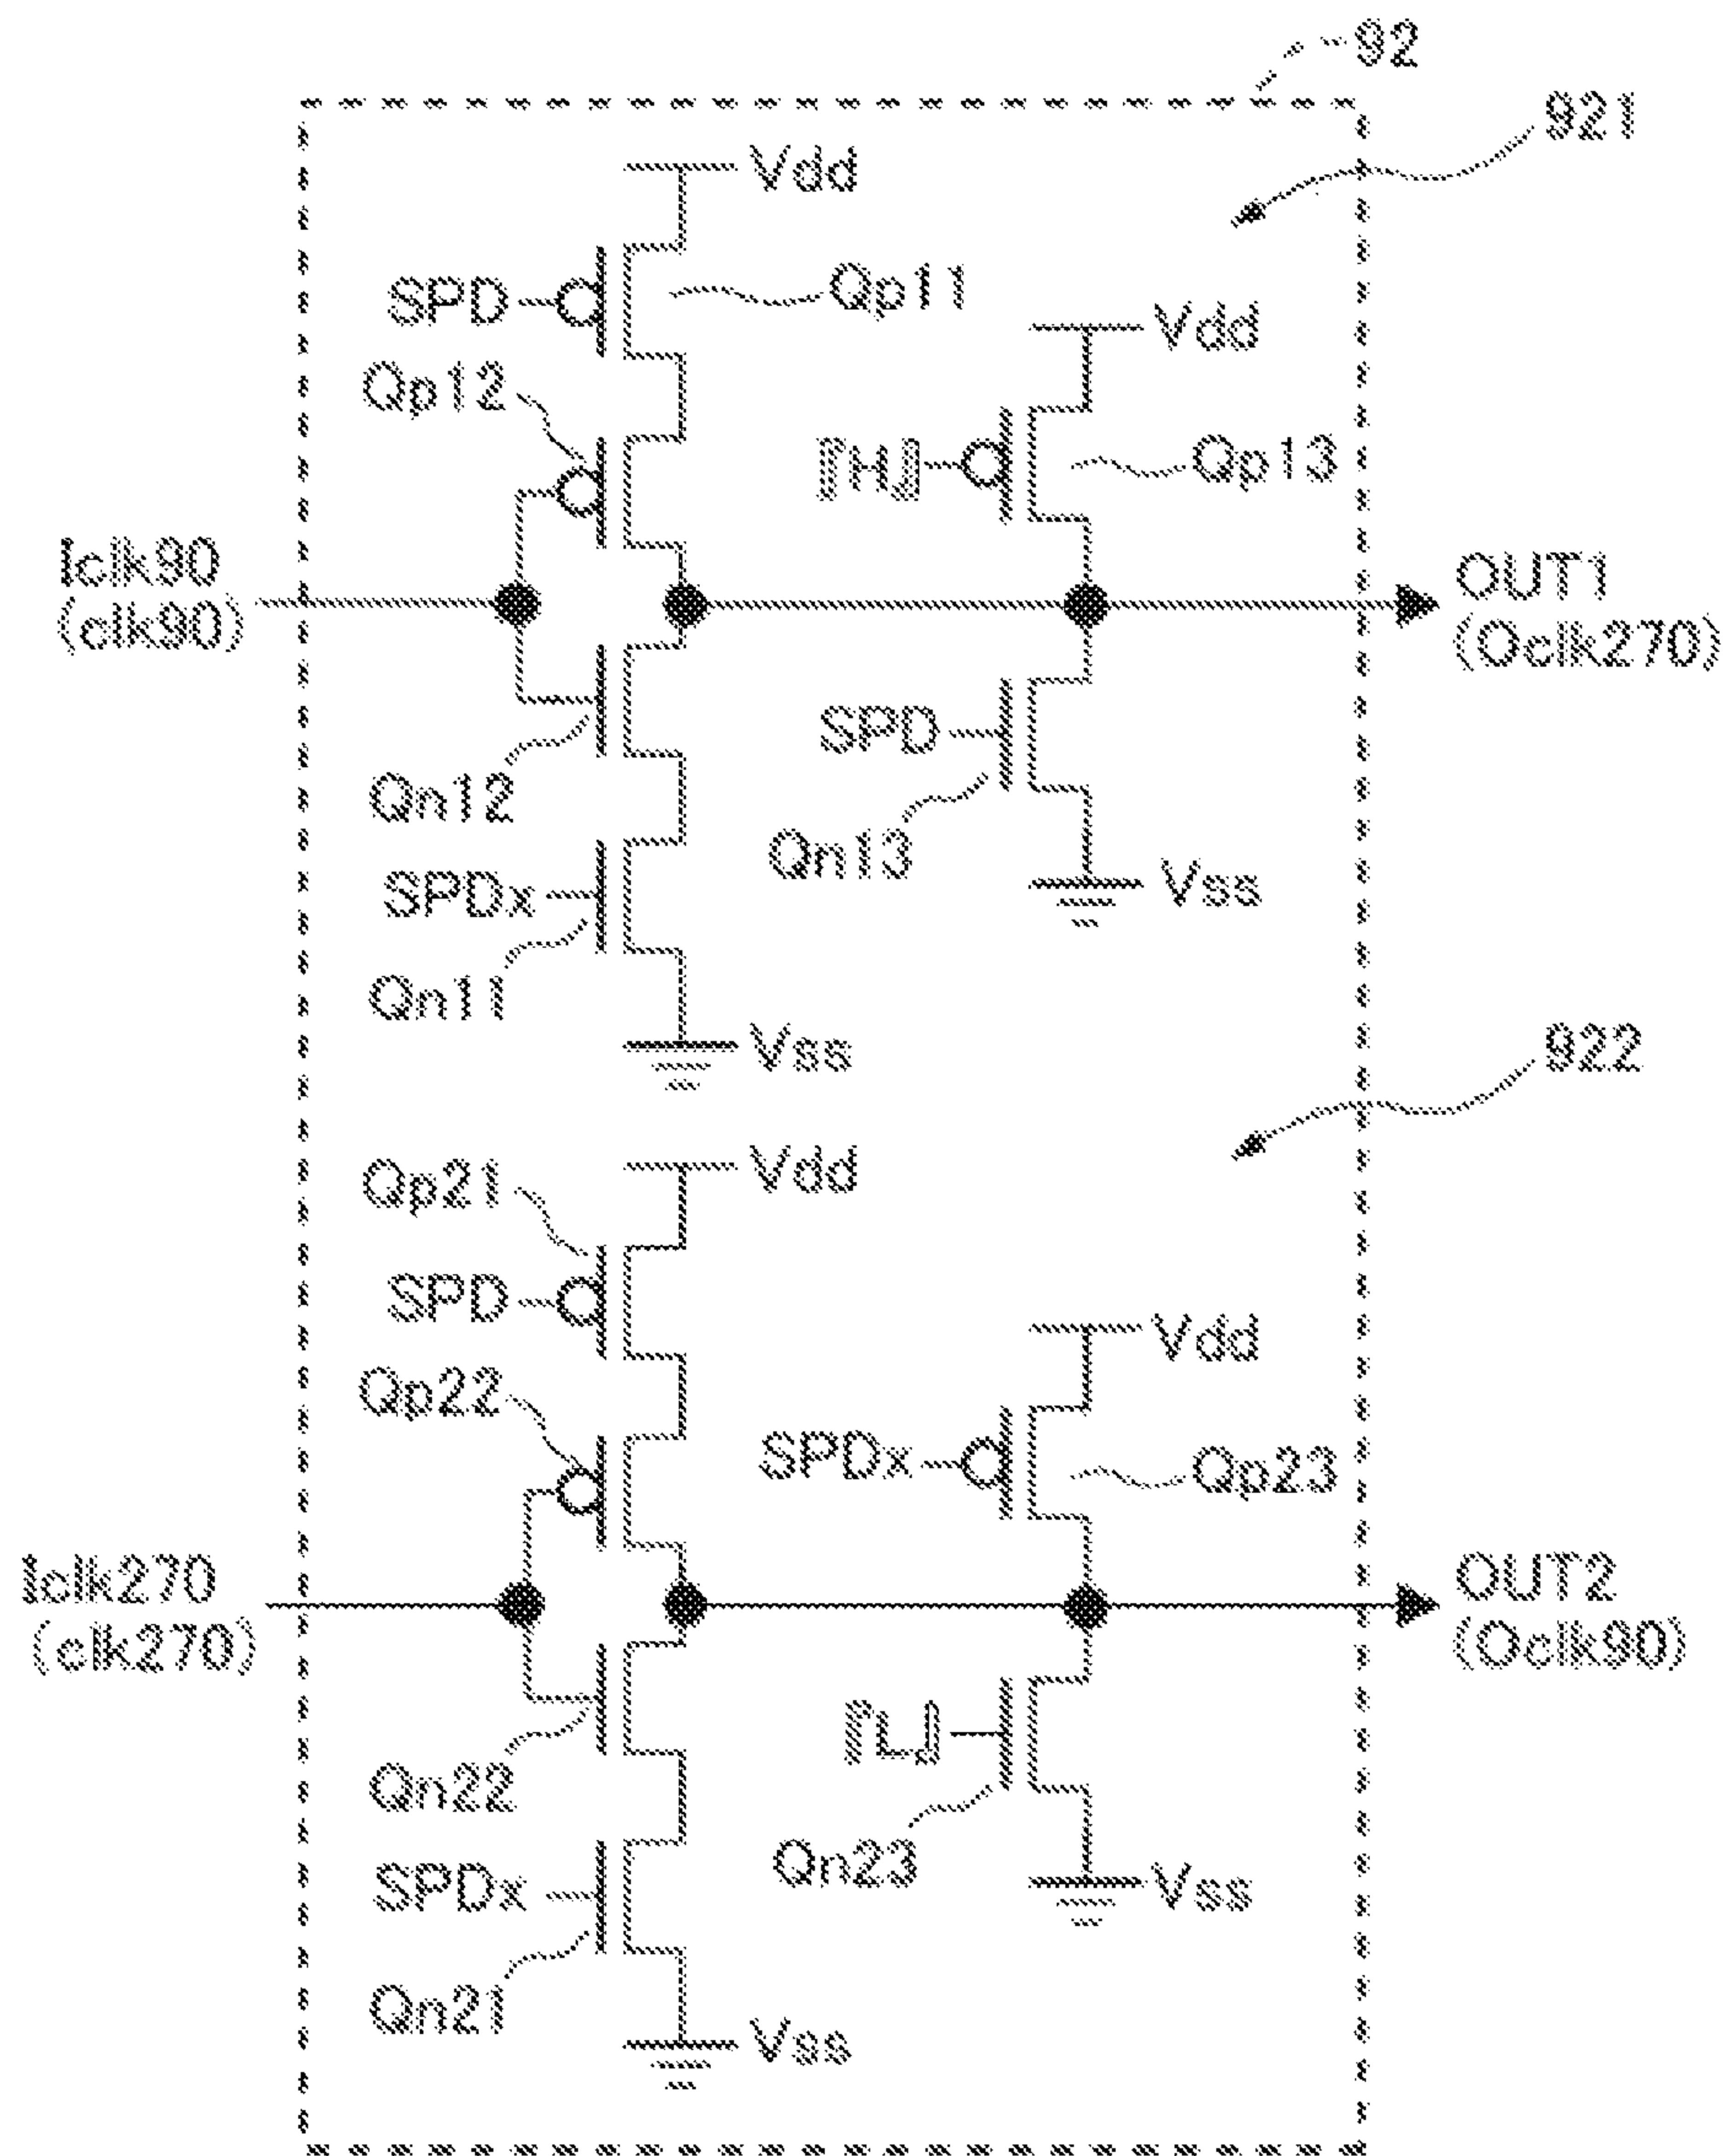 92
921
Vdd
SPD
Qp11
Vdd
Qp12
『H』
Qp13
Iclk90
(clk90)
OUT1
(Oclk270)
SPD
Qn12
Qn13
SPDx
Vss
Qn11
Vss
922
Qp21
Vdd
SPD
Vdd
Qp22
SPDx
Qp23
Iclk270
(clk270)
OUT2
(Oclk90)
『L』
Qn22
Qn23
SPDx
Vss
Qn21
Vss